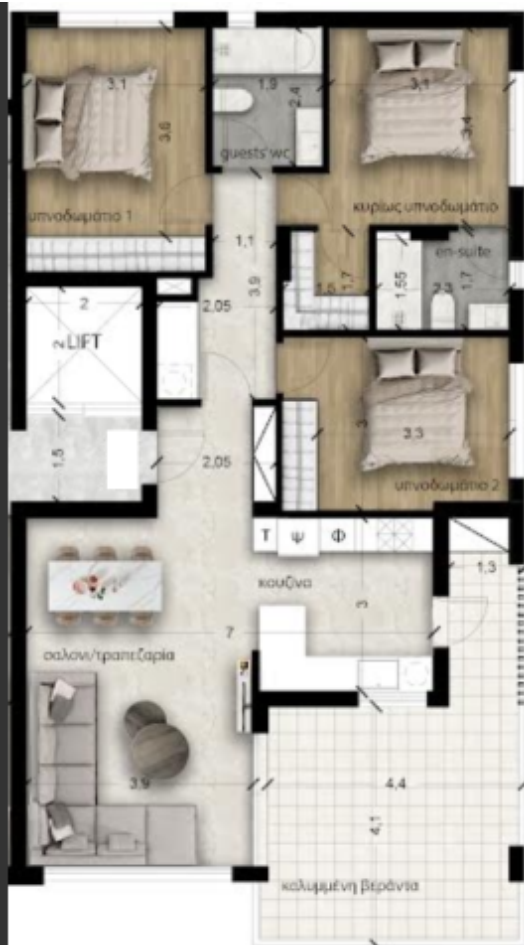 3,1
3,6
υπνοδωμάτιο 1
1,9
2,4
guests' wc
3,1
3,4
κυρίως υπνοδωμάτιο
en-suite
1,1
3,9
1,7
1,5
1,55
2,3
1,7
2
2
LIFT
2,05
1,5
2,05
3
3,3
υπνοδωμάτιο 2
Τ Ψ Φ
1,3
κουζίνα
3
7
σαλονι/τραπεζαρία
3,9
4,4
4,1
καλυμμένη βεράντα